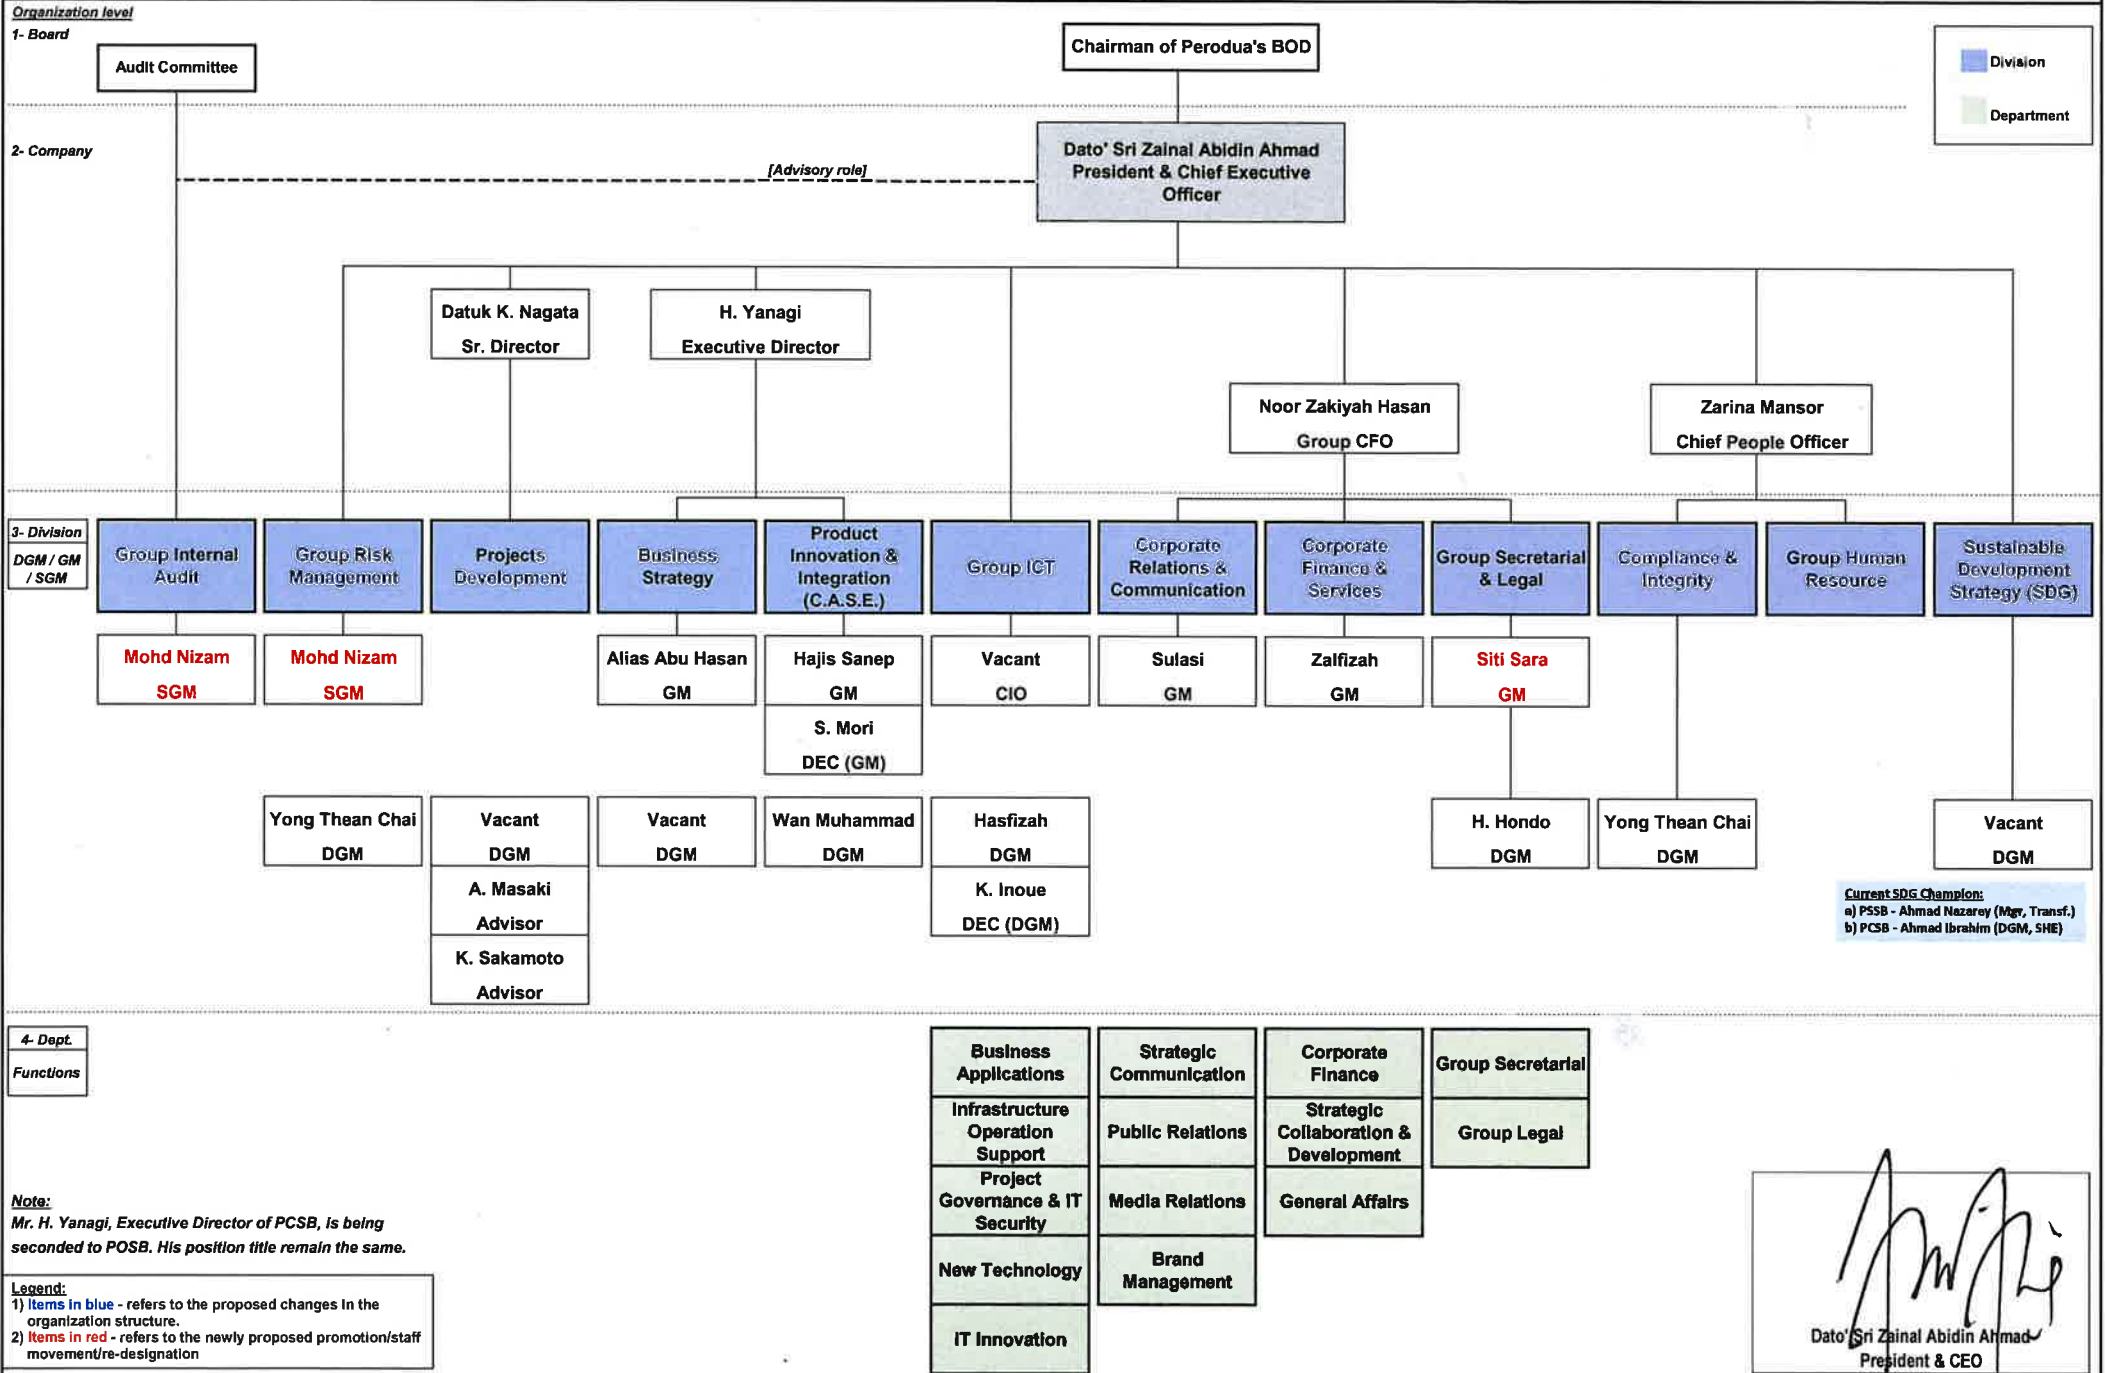 Organization level
1- Board
Audit Committee
Chairman of Perodua's BOD
Division
Department
2- Company
Dato' Sri Zainal Abidin Ahmad
President & Chief Executive
Officer
[Advisory role]
Datuk K. Nagata
Sr. Director
H. Yanagi
Executive Director
Noor Zakiyah Hasan
Group CFO
Zarina Mansor
Chief People Officer
3- Division
DGM / GM
/ SGM
Group Internal
Audit
Group Risk
Management
Projects
Development
Business
Strategy
Product
Innovation &
Integration
(C.A.S.E.)
Group ICT
Corporate
Relations &
Communication
Corporate
Finance &
Services
Group Secretarial
& Legal
Compliance &
Integrity
Group Human
Resource
Sustainable
Development
Strategy (SDG)
Mohd Nizam
SGM
Mohd Nizam
SGM
Alias Abu Hasan
GM
Hajis Sanep
GM
S. Mori
DEC (GM)
Vacant
CIO
Sulasi
GM
Zalfizah
GM
Siti Sara
GM
Yong Thean Chai
DGM
Vacant
DGM
A. Masaki
Advisor
K. Sakamoto
Advisor
Vacant
DGM
Wan Muhammad
DGM
Hasfizah
DGM
K. Inoue
DEC (DGM)
H. Hondo
DGM
Yong Thean Chai
DGM
Vacant
DGM
Current SDG Champion:
a) PSSB - Ahmad Nazarey (Mgr, Transf.)
b) PCSB - Ahmad Ibrahim (DGM, SHE)
4- Dept.
Functions
Business
Applications
Infrastructure
Operation
Support
Project
Governance & IT
Security
New Technology
IT Innovation
Strategic
Communication
Public Relations
Media Relations
Brand
Management
Corporate
Finance
Strategic
Collaboration &
Development
General Affairs
Group Secretarial
Group Legal
Note:
Mr. H. Yanagi, Executive Director of PCSB, is being
seconded to POSB. His position title remain the same.
Legend:
1) Items in blue - refers to the proposed changes in the
organization structure.
2) Items in red - refers to the newly proposed promotion/staff
movement/re-designation
Dato' Sri Zainal Abidin Ahmad
President & CEO